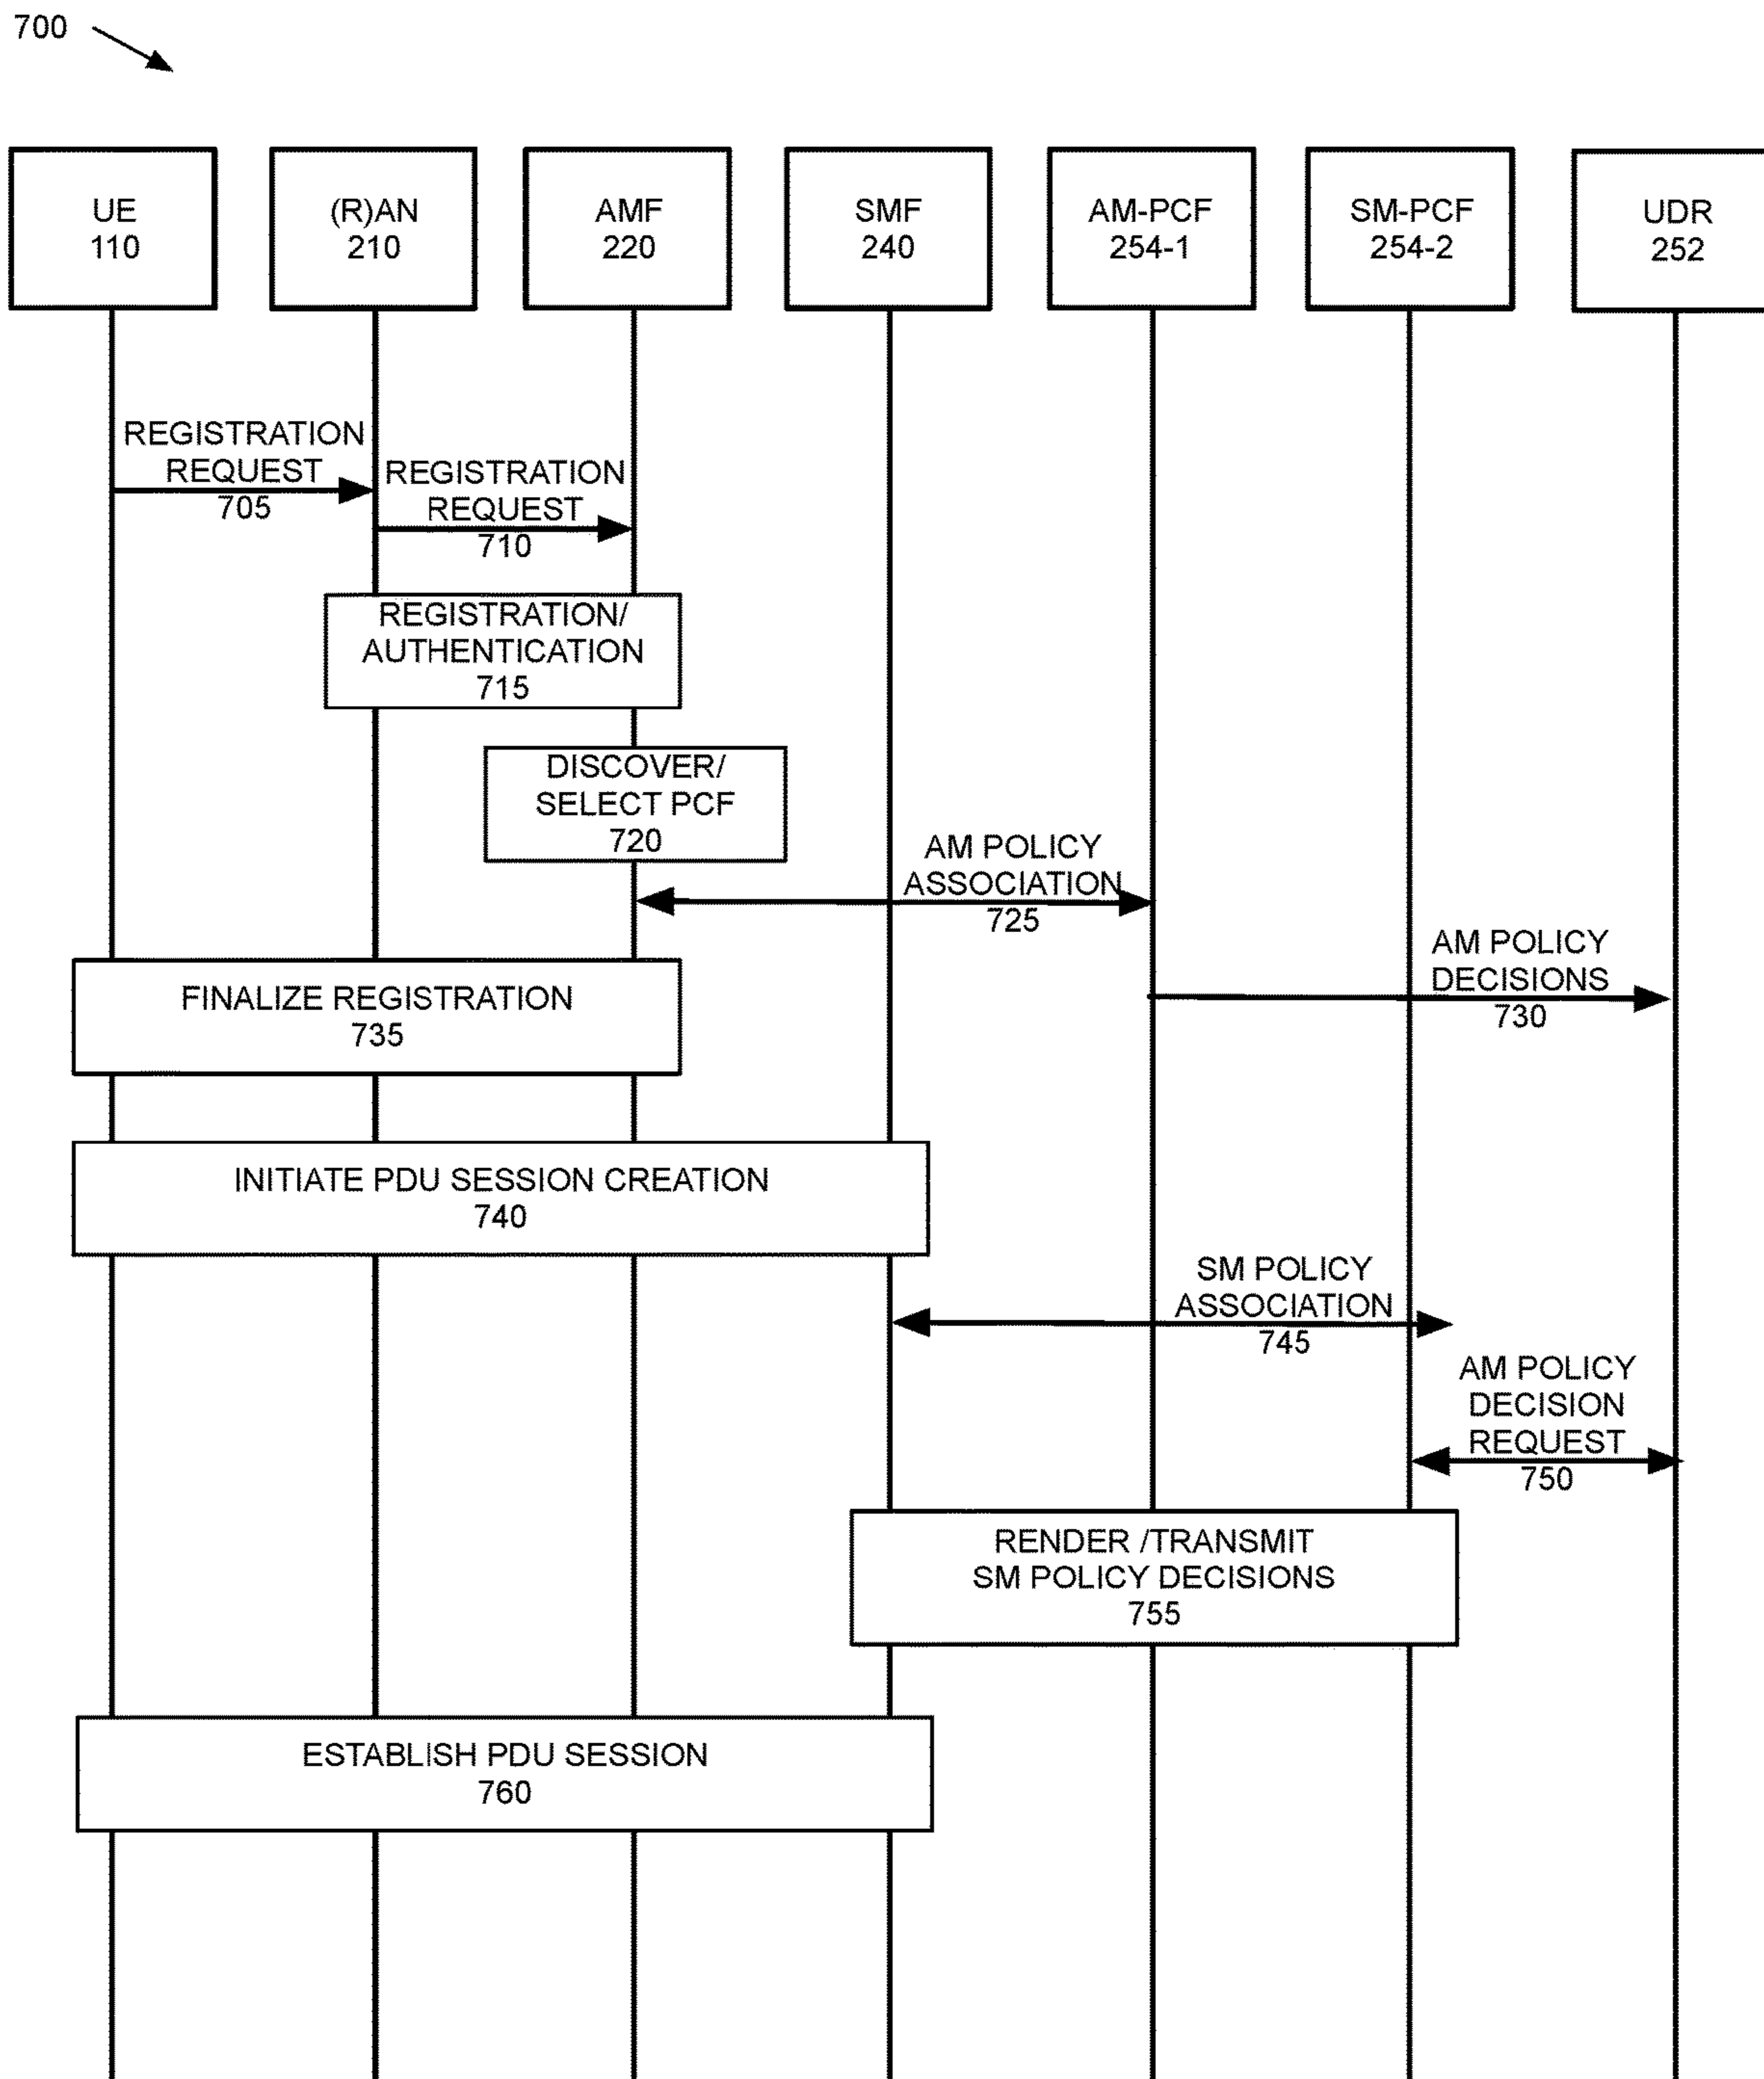 700
UE
110
(R)AN
210
AMF
220
SMF
240
AM-PCF
254-1
SM-PCF
254-2
UDR
252
REGISTRATION
REQUEST
705
REGISTRATION
REQUEST
710
REGISTRATION/
AUTHENTICATION
715
DISCOVER/
SELECT PCF
720
AM POLICY
ASSOCIATION
725
AM POLICY
DECISIONS
730
FINALIZE REGISTRATION
735
INITIATE PDU SESSION CREATION
740
SM POLICY
ASSOCIATION
745
AM POLICY
DECISION
REQUEST
750
RENDER /TRANSMIT
SM POLICY DECISIONS
755
ESTABLISH PDU SESSION
760